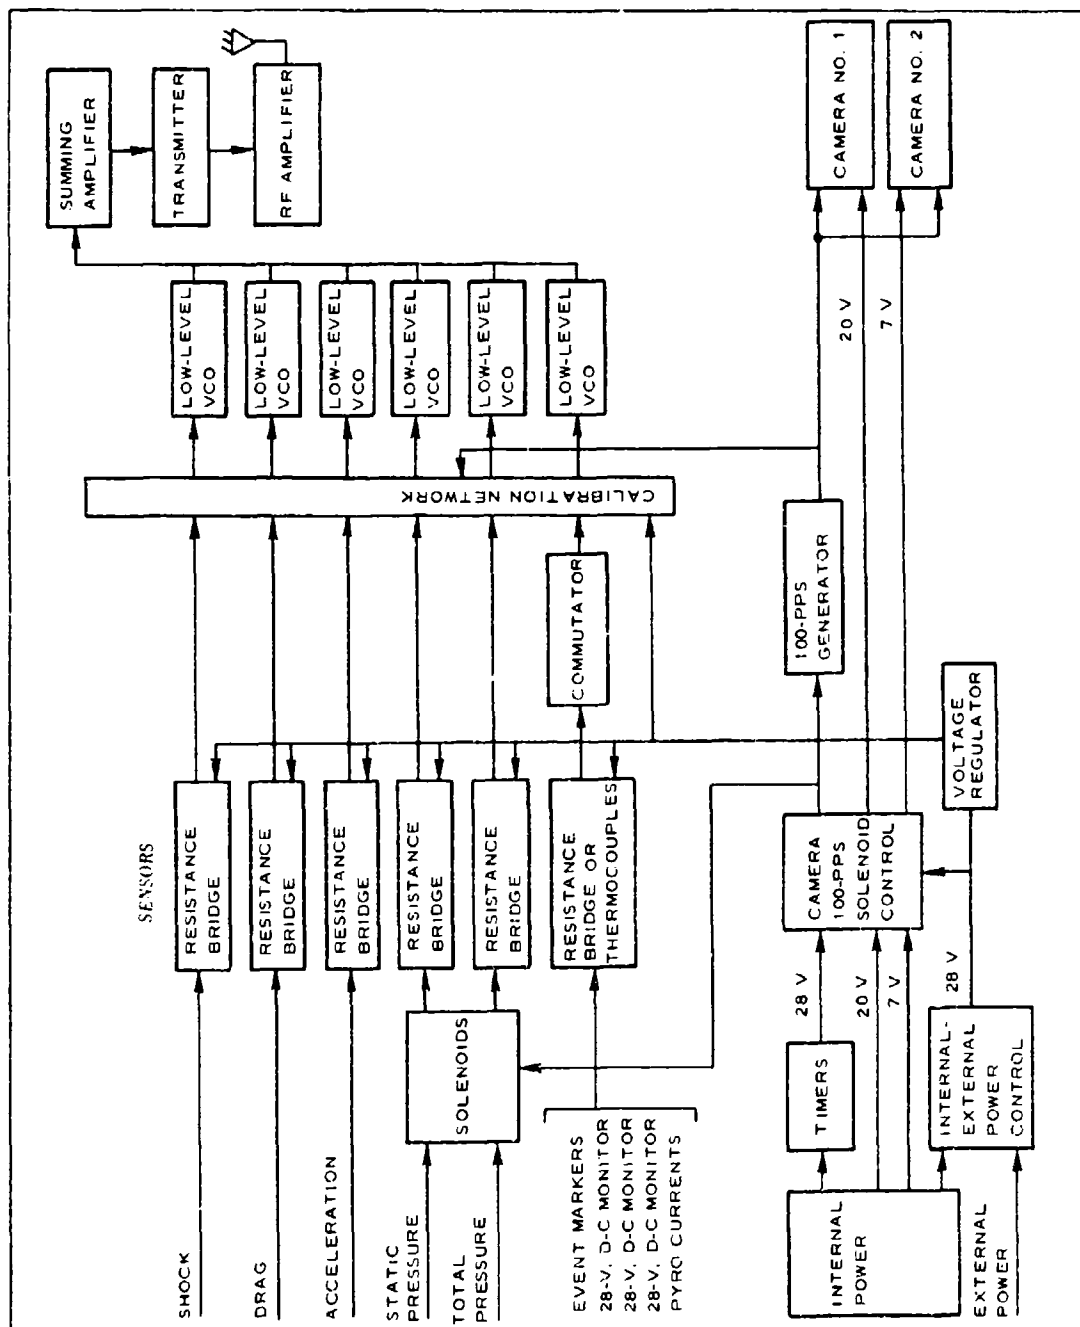 SENSORS
SHOCK
RESISTANCE
BRIDGE
LOW-LEVEL
VCO
SUMMING
AMPLIFIER
DRAG
RESISTANCE
BRIDGE
LOW-LEVEL
VCO
TRANSMITTER
ACCELERATION
RESISTANCE
BRIDGE
LOW-LEVEL
VCO
RF AMPLIFIER
STATIC
PRESSURE
TOTAL
PRESSURE
SOLENOIDS
RESISTANCE
BRIDGE
CALIBRATION NETWORK
LOW-LEVEL
VCO
RESISTANCE
BRIDGE
LOW-LEVEL
VCO
EVENT MARKERS
28-V, D-C MONITOR
28-V, D-C MONITOR
28-V, D-C MONITOR
PYRO CURRENTS
RESISTANCE
BRIDGE OR
THERMOCOUPLES
COMMUTATOR
LOW-LEVEL
VCO
INTERNAL
POWER
TIMERS
28 V
20 V
7 V
CAMERA
100-PPS
SOLENOID
CONTROL
100-PPS
GENERATOR
20 V
7 V
CAMERA NO. 1
CAMERA NO. 2
EXTERNAL
POWER
INTERNAL-
EXTERNAL
POWER
CONTROL
28 V
VOLTAGE
REGULATOR